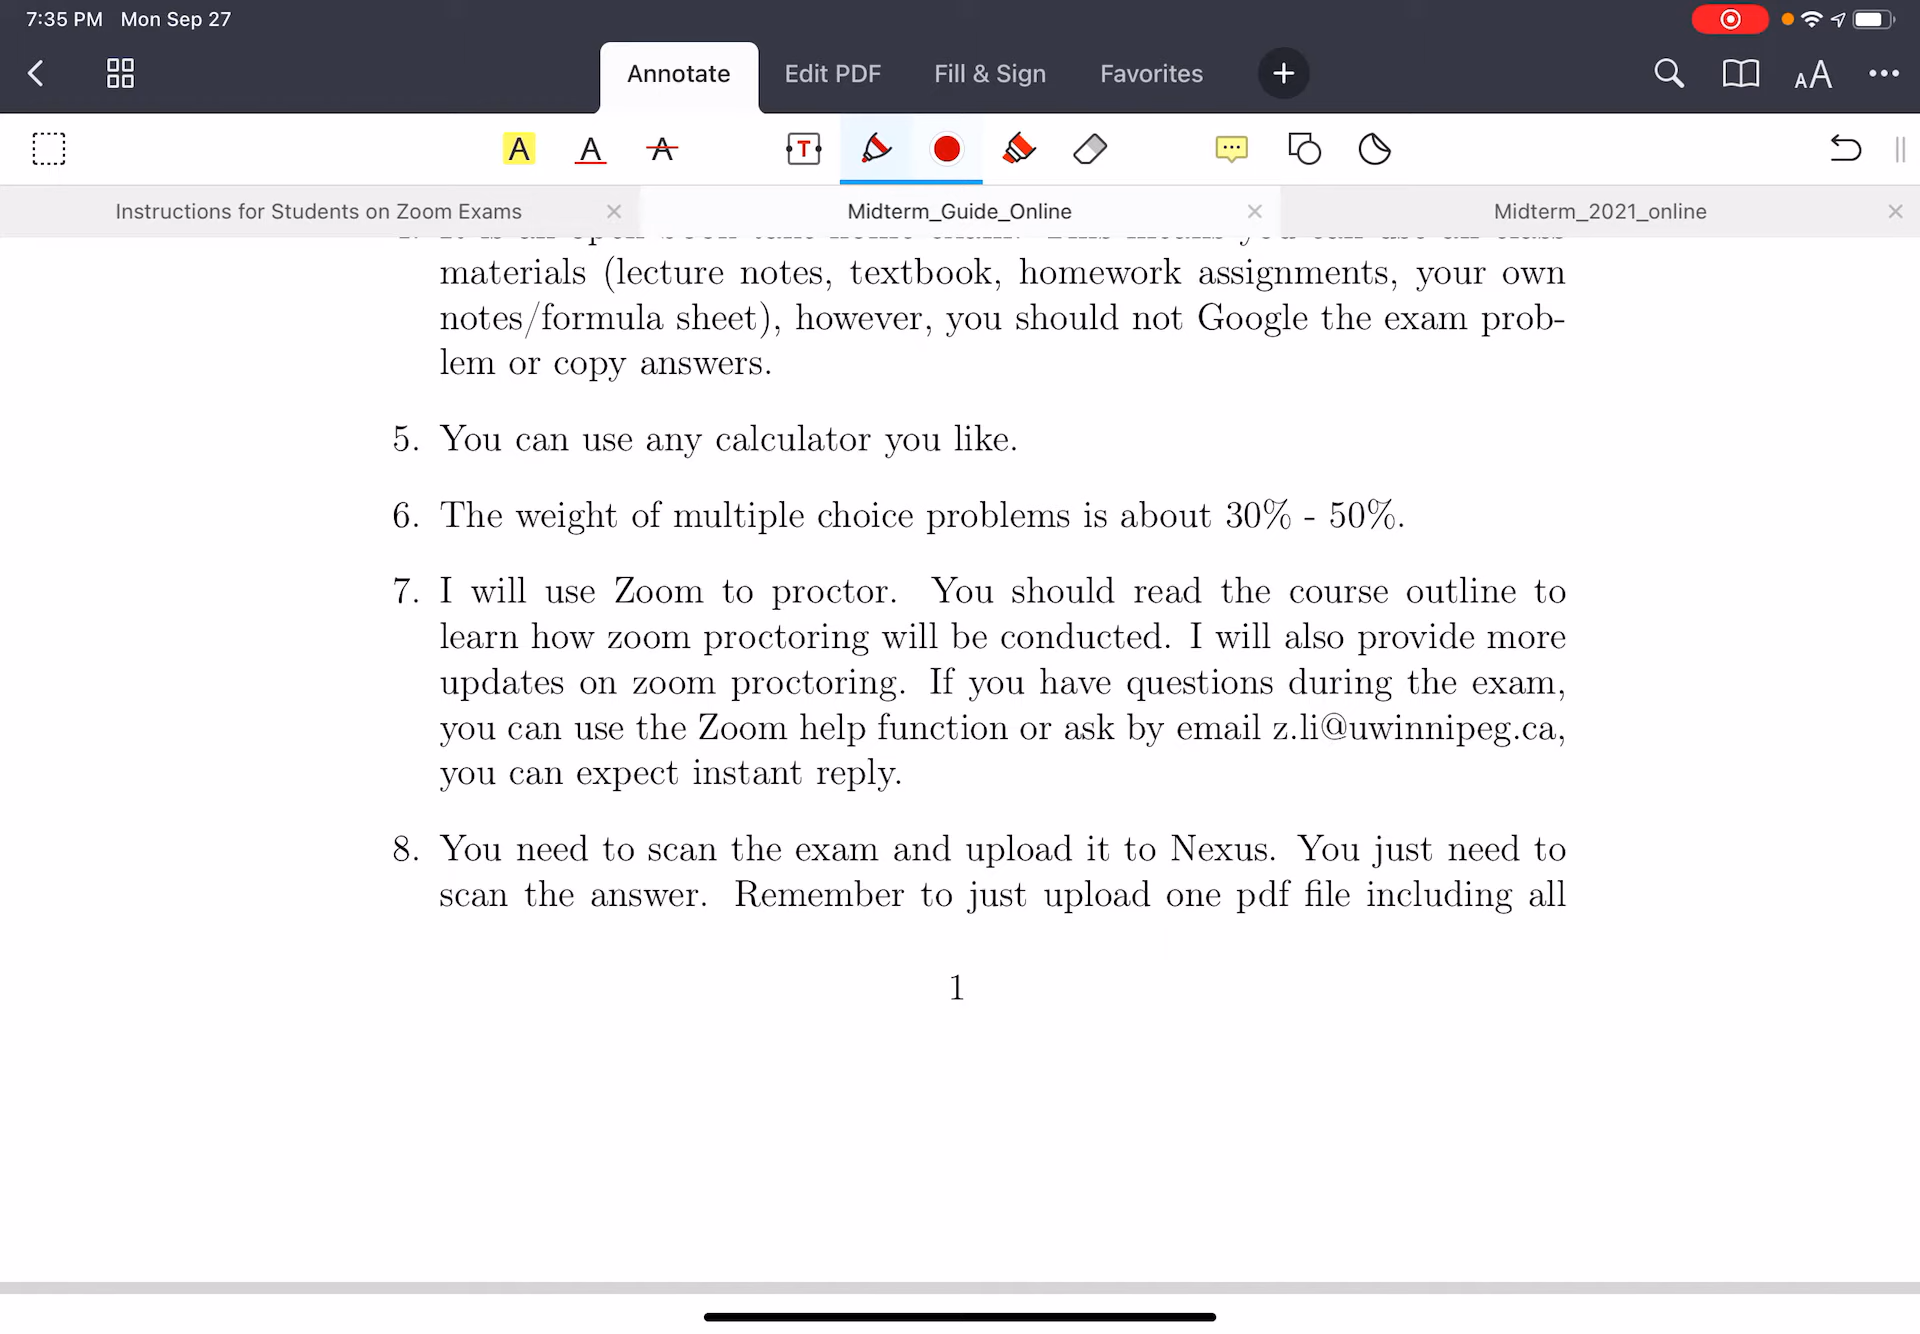 7:35 PM Mon Sep 27
Annotate Edit PDF Fill & Sign Favorites
Instructions for Students on Zoom Exams Midterm_Guide_Online Midterm_2021_online
materials (lecture notes, textbook, homework assignments, your own
notes/formula sheet), however, you should not Google the exam prob-
lem or copy answers.
5. You can use any calculator you like.
6. The weight of multiple choice problems is about 30% - 50%.
7. I will use Zoom to proctor. You should read the course outline to
learn how zoom proctoring will be conducted. I will also provide more
updates on zoom proctoring. If you have questions during the exam,
you can use the Zoom help function or ask by email z.li@uwinnipeg.ca,
you can expect instant reply.
8. You need to scan the exam and upload it to Nexus. You just need to
scan the answer. Remember to just upload one pdf file including all
1